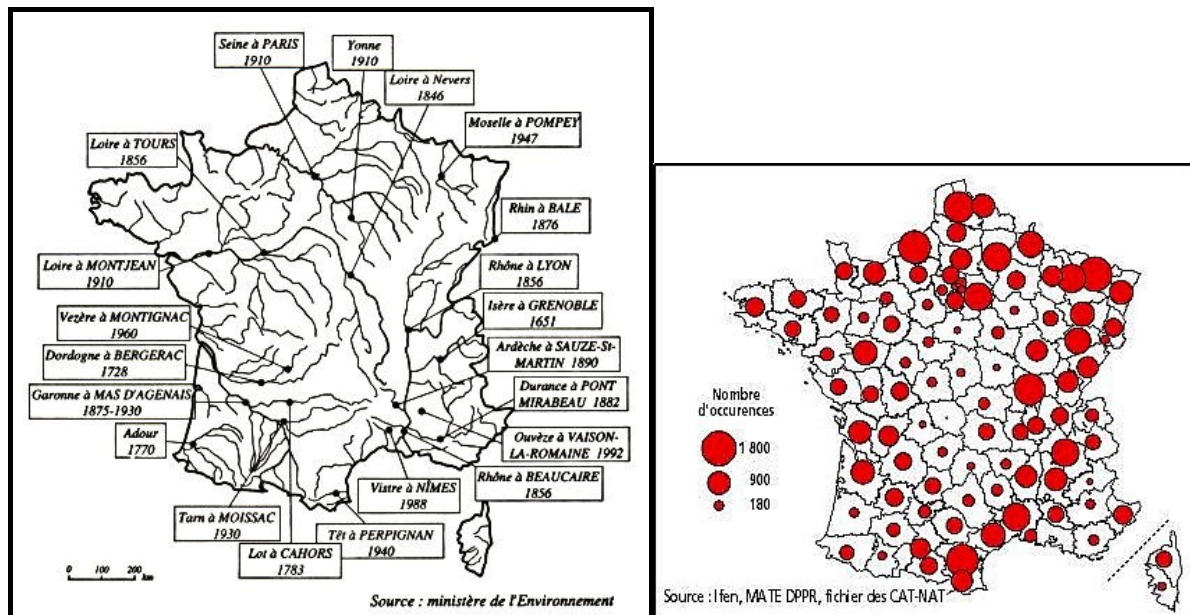 Seine à PARIS
1910
Yonne
1910
Loire à Nevers
1846
Moselle à POMPEY
1947
Loire à TOURS
1856
Rhin à BALE
1876
Loire à MONTJEAN
1910
Rhône à LYON
1856
Isère à GRENOBLE
1651
Vezère à MONTIGNAC
1960
Ardèche à SAUZE-St-
MARTIN 1890
Dordogne à BERGERAC
1728
Durance à PONT
MIRABEAU 1882
Garonne à MAS D'AGENAIS
1875-1930
Ouvèze à VAISON-
LA-ROMAINE 1992
Adour
1770
Rhône à BEAUCAIRE
1856
Vistre à NÎMES
1988
Tarn à MOISSAC
1930
Têt à PERPIGNAN
1940
Lot à CAHORS
1783
0 100 200
km
Source : ministère de l'Environnement
Nombre
d'occurences
1 800
900
180
Source : Ifen, MATE DPPR, fichier des CAT-NAT